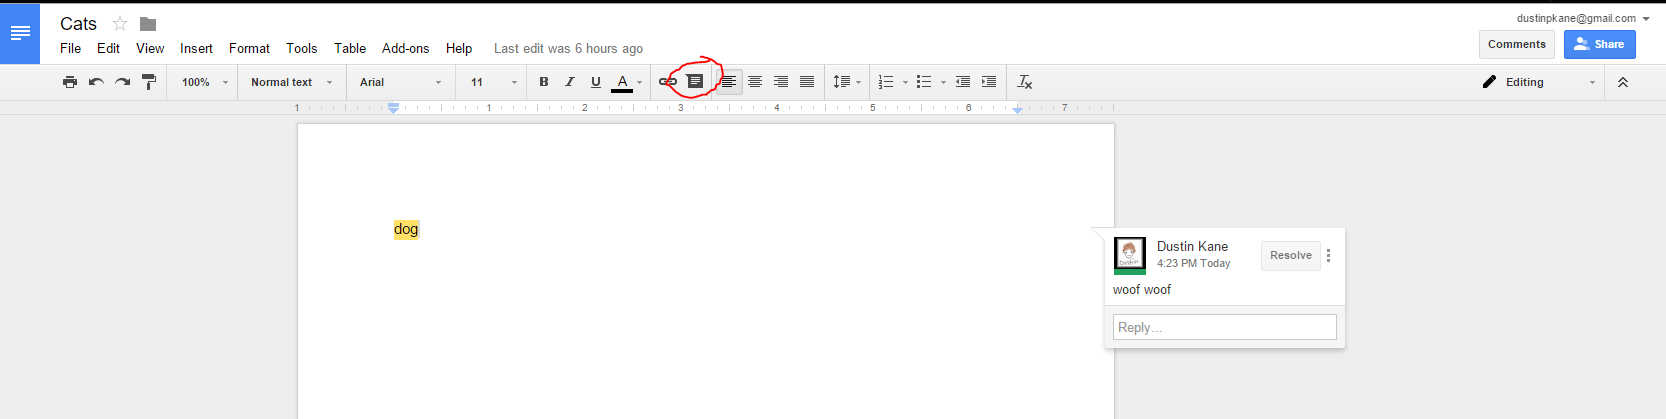 Cats
dustinpkane@gmail.com
File Edit View Insert Format Tools Table Add-ons Help Last edit was 6 hours ago
Comments
Share
100% Normal text Arial 11 B I U A Editing
1 1 2 3 4 5 6 7
dog
Dustin Kane
4:23 PM Today
Resolve
woof woof
Reply...